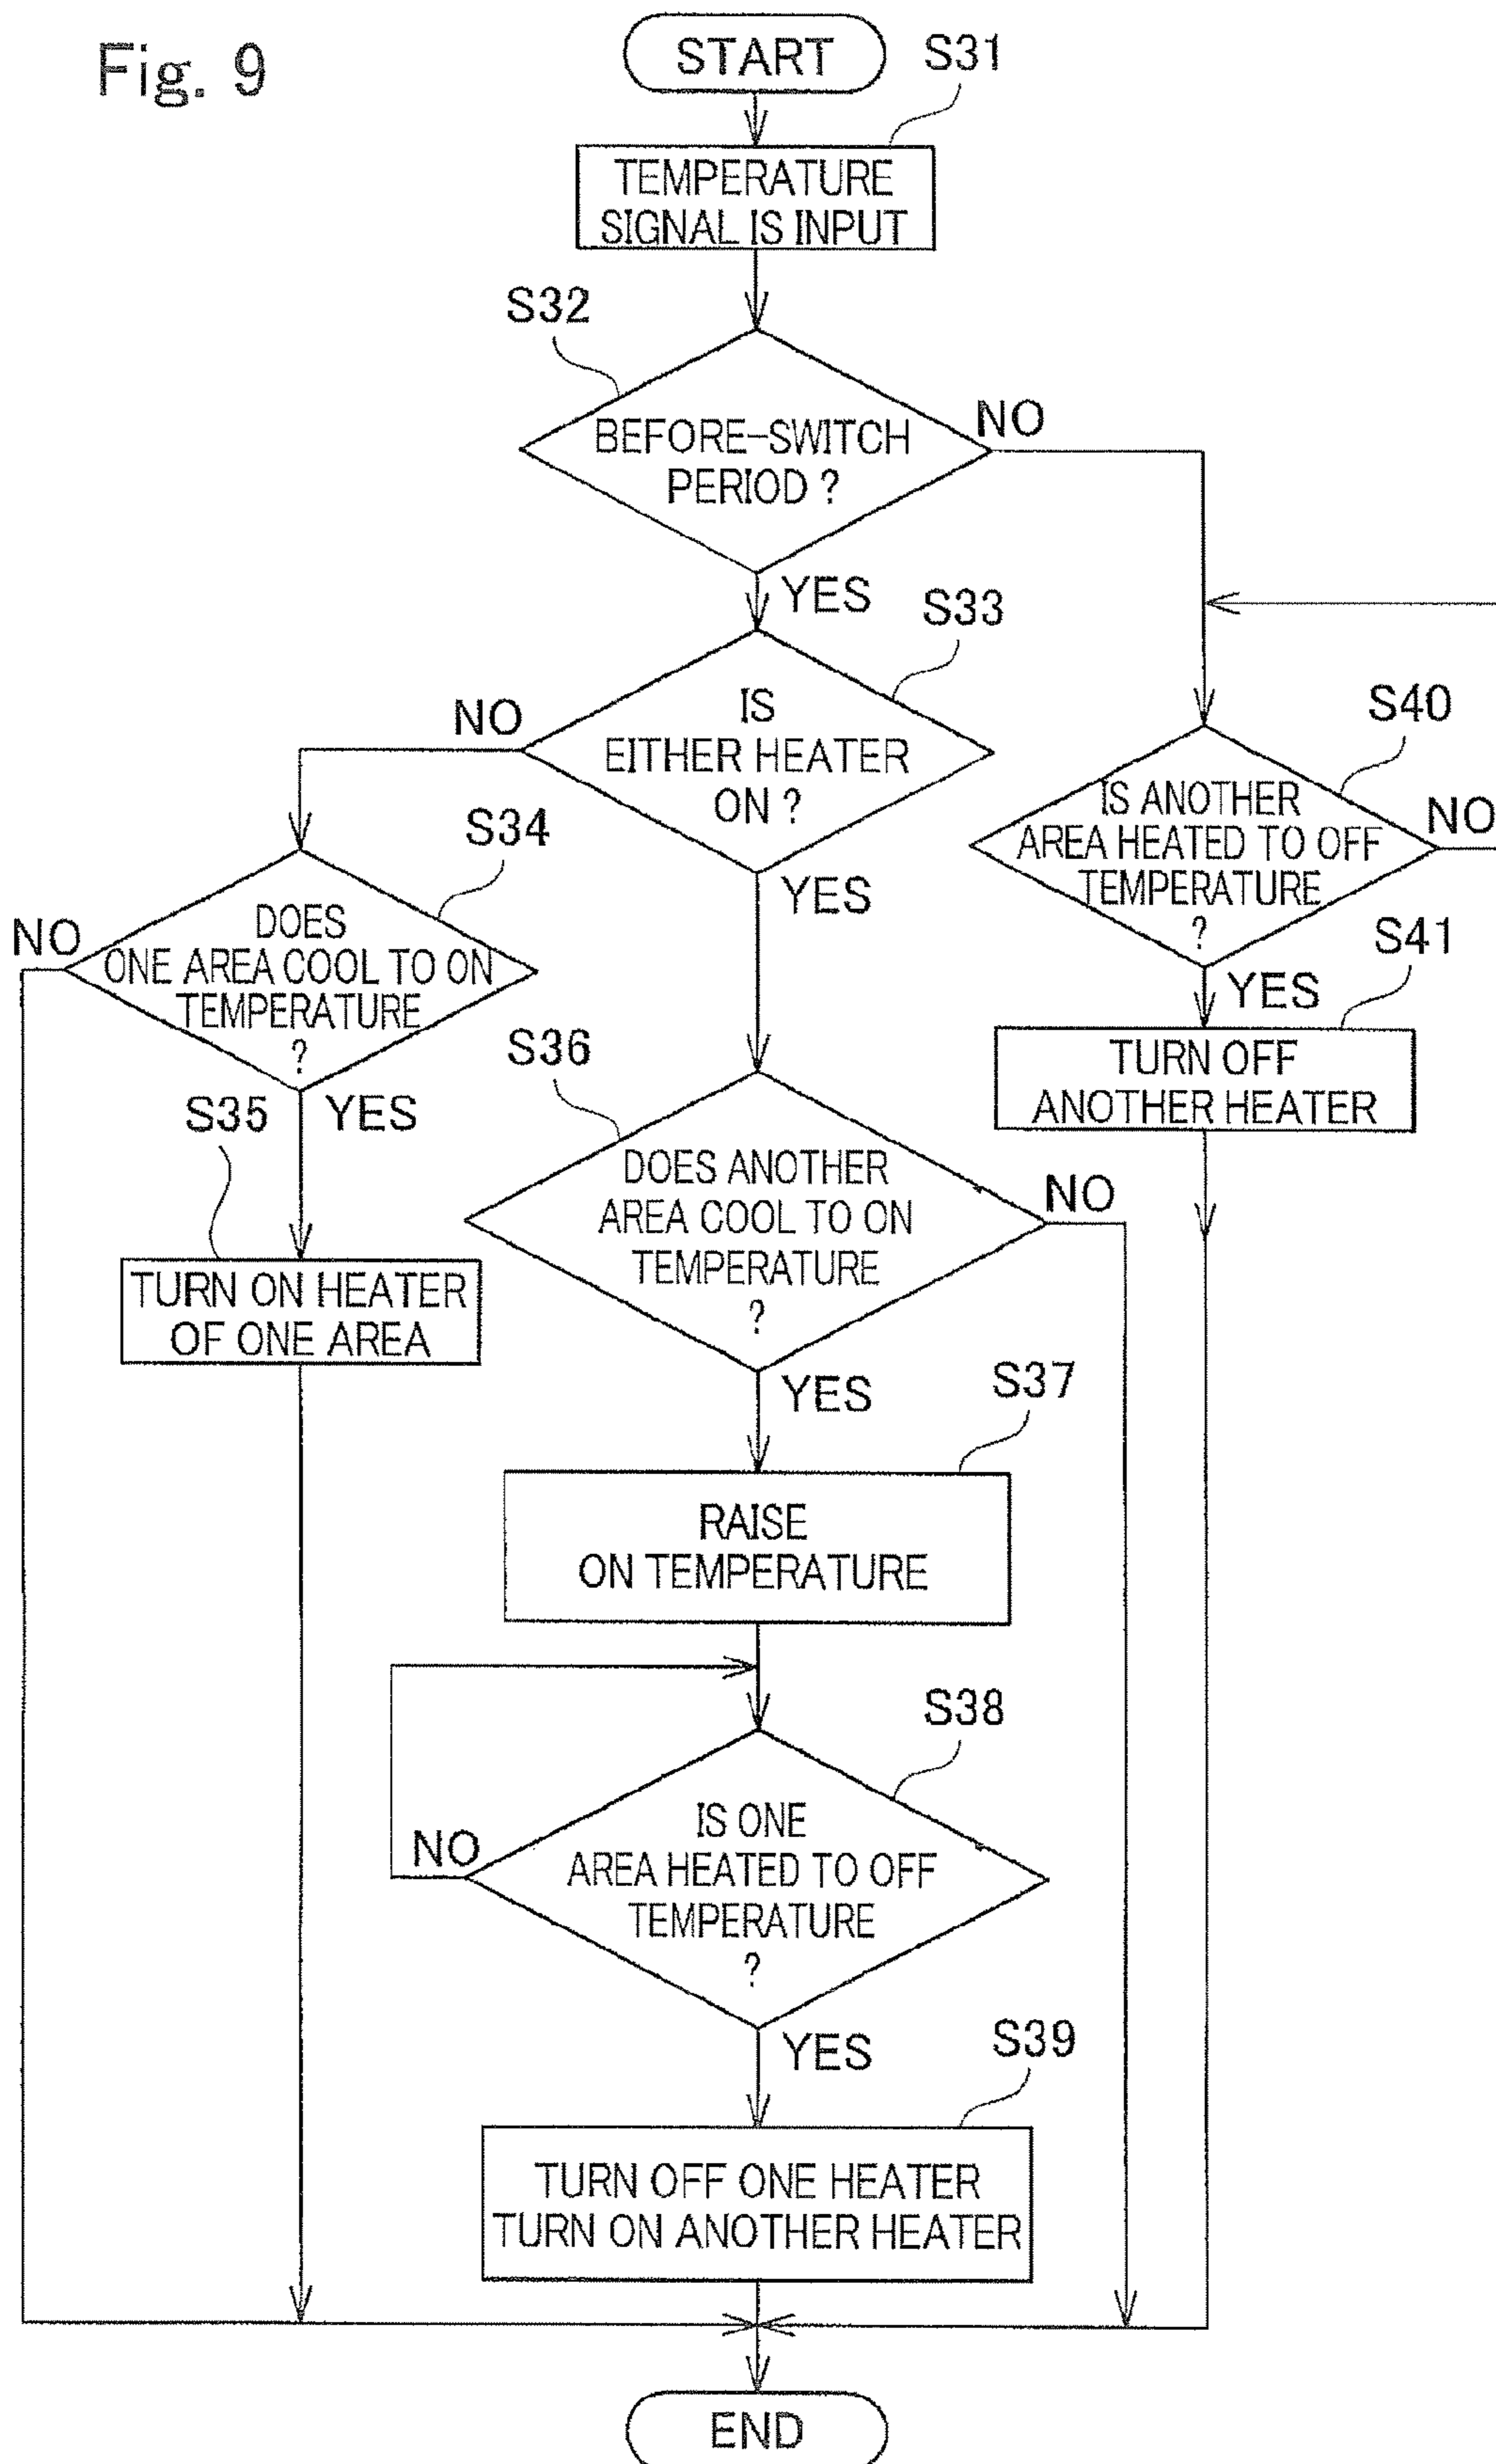 Fig. 9
START
S31
TEMPERATURE
SIGNAL IS INPUT
S32
BEFORE-SWITCH
PERIOD ?
NO
YES
S33
IS
EITHER HEATER
ON ?
NO
YES
S34
DOES
ONE AREA COOL TO ON
TEMPERATURE
?
NO
YES
S35
TURN ON HEATER
OF ONE AREA
S36
DOES ANOTHER
AREA COOL TO ON
TEMPERATURE
?
NO
YES
S37
RAISE
ON TEMPERATURE
S38
IS ONE
AREA HEATED TO OFF
TEMPERATURE
?
NO
YES
S39
TURN OFF ONE HEATER
TURN ON ANOTHER HEATER
S40
IS ANOTHER
AREA HEATED TO OFF
TEMPERATURE
?
NO
YES
S41
TURN OFF
ANOTHER HEATER
END